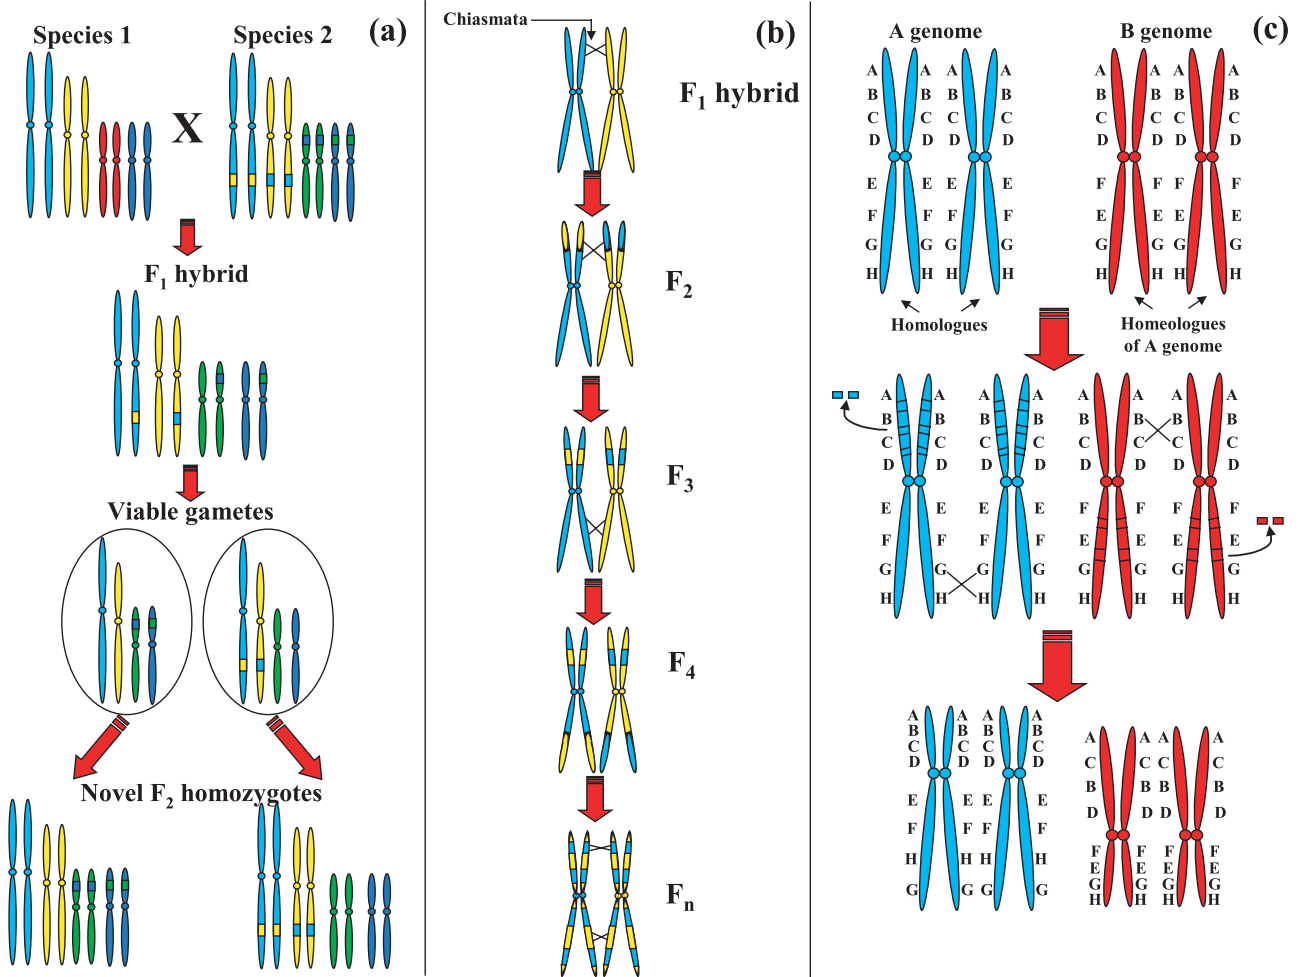 Species 1
Species 2
(a)
X
F1 hybrid
Viable gametes
Novel F2 homozygotes
Chiasmata
(b)
F1 hybrid
F2
F3
F4
Fn
(c)
A genome
B genome
A A A A A A A A
B B B B B B B B
C C C C C C C C
D D D D D D D D
E E E E F F F F
F F F F E E E E
G G G G G G G G
H H H H H H H H
Homologues
Homeologues
of A genome
A A A A A A A A
B B B B B B B B
C C C C C C C C
D D D D D D D D
E E E E F F F F
F F F F E E E E
G G G G G G G G
H H H H H H H H
A A A A
B B B B
C C C C
D D D D
E E E E
F F F F
H H H H
G G G G
A A A A
C C C C
B B B B
D D D D
F F F F
E E E E
G G G G
H H H H